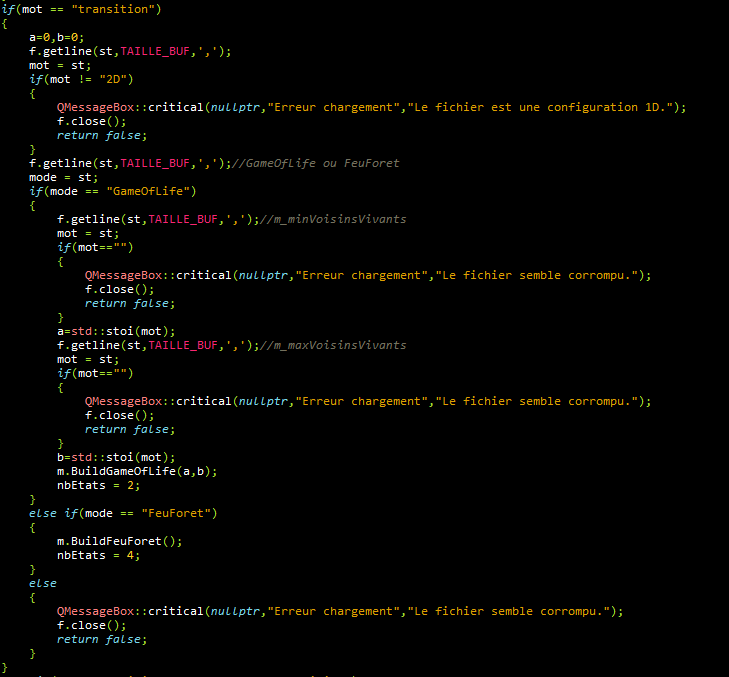 if(mot == "transition")
{
    a=0,b=0;
    f.getline(st,TAILLE_BUF,',');
    mot = st;
    if(mot != "2D")
    {
        QMessageBox::critical(nullptr,"Erreur chargement","Le fichier est une configuration 1D.");
        f.close();
        return false;
    }
    f.getline(st,TAILLE_BUF,',');//GameOfLife ou FeuForet
    mode = st;
    if(mode == "GameOfLife")
    {
        f.getline(st,TAILLE_BUF,',');//m_minVoisinsVivants
        mot = st;
        if(mot=="")
        {
            QMessageBox::critical(nullptr,"Erreur chargement","Le fichier semble corrompu.");
            f.close();
            return false;
        }
        a=std::stoi(mot);
        f.getline(st,TAILLE_BUF,',');//m_maxVoisinsVivants
        mot = st;
        if(mot=="")
        {
            QMessageBox::critical(nullptr,"Erreur chargement","Le fichier semble corrompu.");
            f.close();
            return false;
        }
        b=std::stoi(mot);
        m.BuildGameOfLife(a,b);
        nbEtats = 2;
    }
    else if(mode == "FeuForet")
    {
        m.BuildFeuForet();
        nbEtats = 4;
    }
    else
    {
        QMessageBox::critical(nullptr,"Erreur chargement","Le fichier semble corrompu.");
        f.close();
        return false;
    }
}